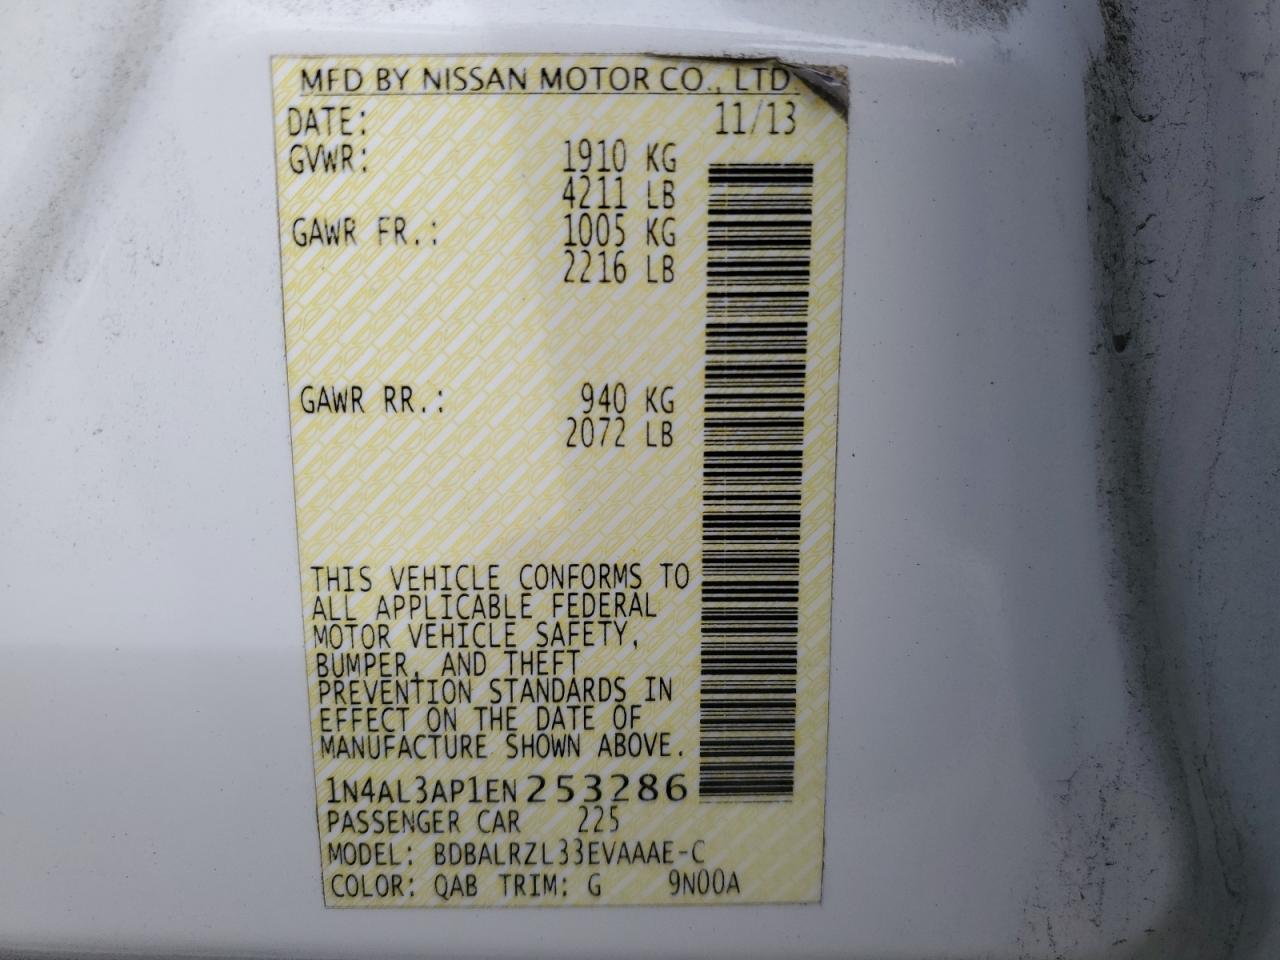 MFD BY NISSAN MOTOR CO., LTD.
DATE: 11/13
GVWR: 1910 KG
4211 LB
GAWR FR.: 1005 KG
2216 LB
GAWR RR.: 940 KG
2072 LB
THIS VEHICLE CONFORMS TO
ALL APPLICABLE FEDERAL
MOTOR VEHICLE SAFETY,
BUMPER, AND THEFT
PREVENTION STANDARDS IN
EFFECT ON THE DATE OF
MANUFACTURE SHOWN ABOVE.
1N4AL3AP1EN253286
PASSENGER CAR 225
MODEL: BDBALRZL33EVAAAE-C
COLOR: QAB TRIM: G 9N00A